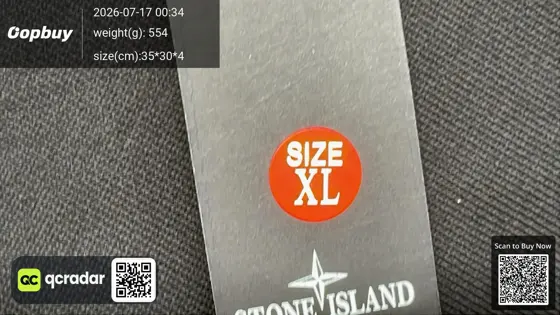 Oopbuy
2026-07-17 00:34
weight(g): 554
size(cm):35*30*4
SIZE
XL
STONE ISLAND
Scan to Buy Now
QC qcradar